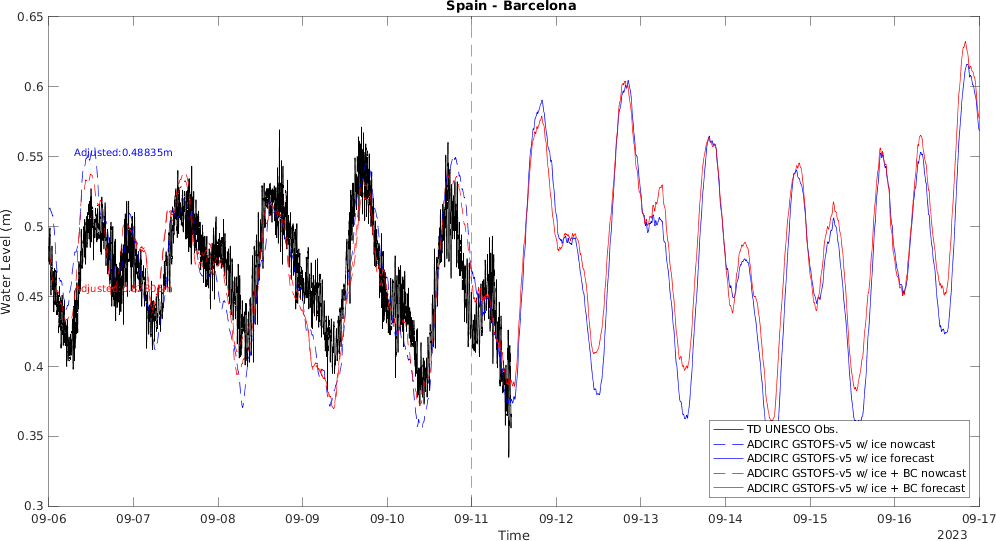 Spain - Barcelona
0.65
0.6
0.55
0.5
0.45
0.4
0.35
0.3
Water Level (m)
Adjusted:0.48835m
Adjusted:
09-06 09-07 09-08 09-09 09-10 09-11 09-12 09-13 09-14 09-15 09-16 09-17
Time
2023
TD UNESCO Obs.
ADCIRC GSTOFS-v5 w/ ice nowcast
ADCIRC GSTOFS-v5 w/ ice forecast
ADCIRC GSTOFS-v5 w/ ice + BC nowcast
ADCIRC GSTOFS-v5 w/ ice + BC forecast